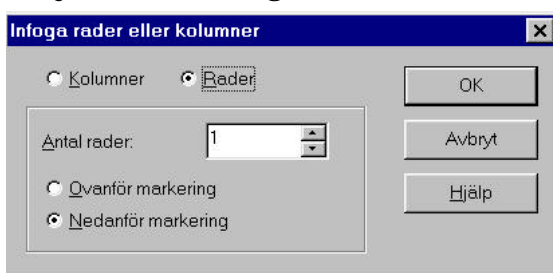 Infoga rader eller kolumner
Kolumner Rader OK
Antal rader: 1 Avbryt
Ovanför markering Hjälp
Nedanför markering